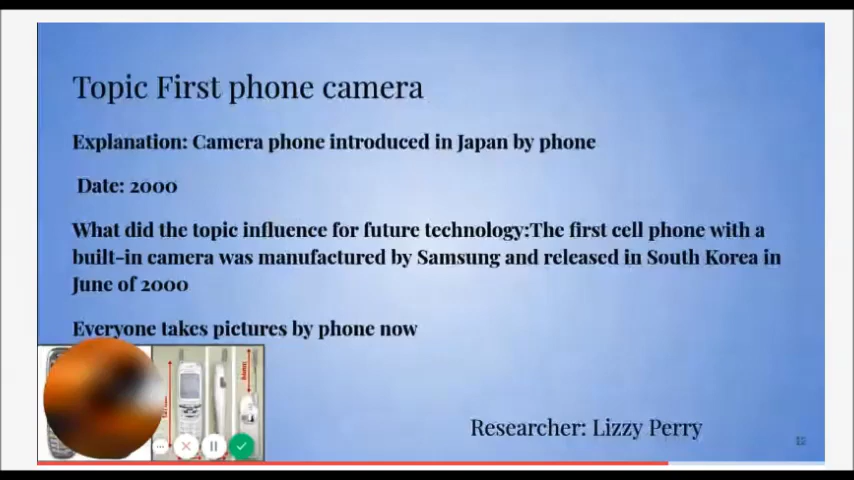 Topic First phone camera
Explanation: Camera phone introduced in Japan by phone
Date: 2000
What did the topic influence for future technology:The first cell phone with a
built-in camera was manufactured by Samsung and released in South Korea in
June of 2000
Everyone takes pictures by phone now
Researcher: Lizzy Perry